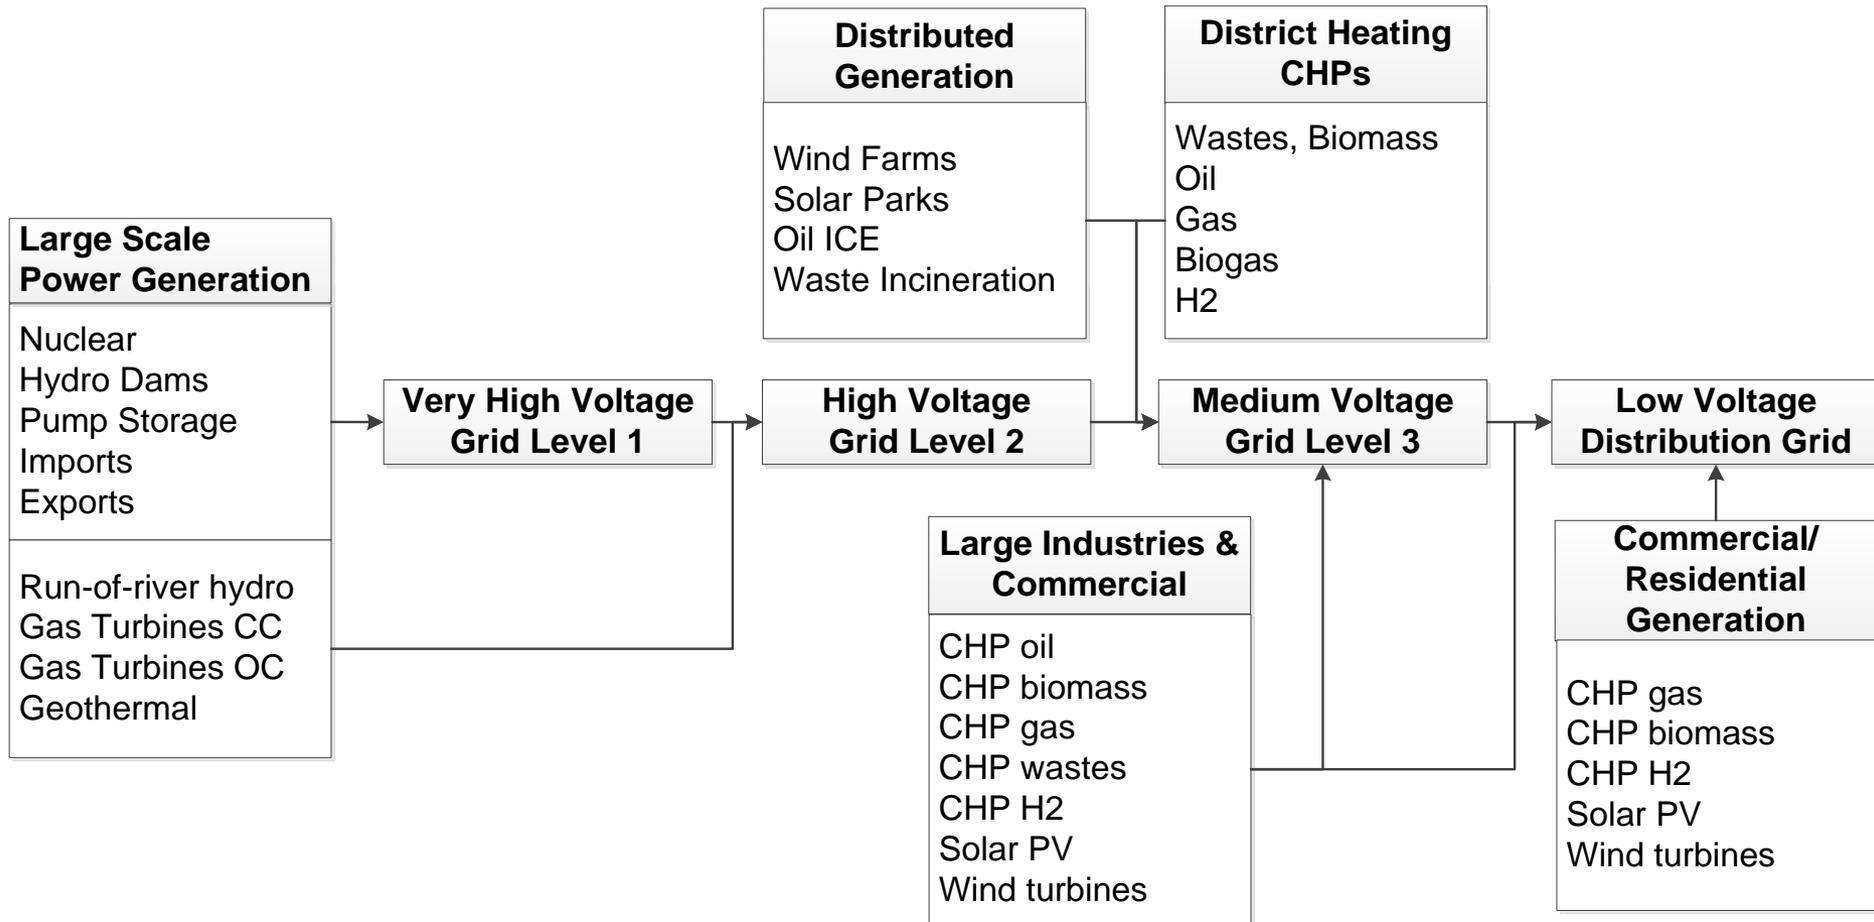 Distributed
Generation
Wind Farms
Solar Parks
Oil ICE
Waste Incineration
District Heating
CHPs
Wastes, Biomass
Oil
Gas
Biogas
H2
Large Scale
Power Generation
Nuclear
Hydro Dams
Pump Storage
Imports
Exports
Run-of-river hydro
Gas Turbines CC
Gas Turbines OC
Geothermal
Very High Voltage
Grid Level 1
High Voltage
Grid Level 2
Medium Voltage
Grid Level 3
Low Voltage
Distribution Grid
Large Industries &
Commercial
CHP oil
CHP biomass
CHP gas
CHP wastes
CHP H2
Solar PV
Wind turbines
Commercial/
Residential
Generation
CHP gas
CHP biomass
CHP H2
Solar PV
Wind turbines